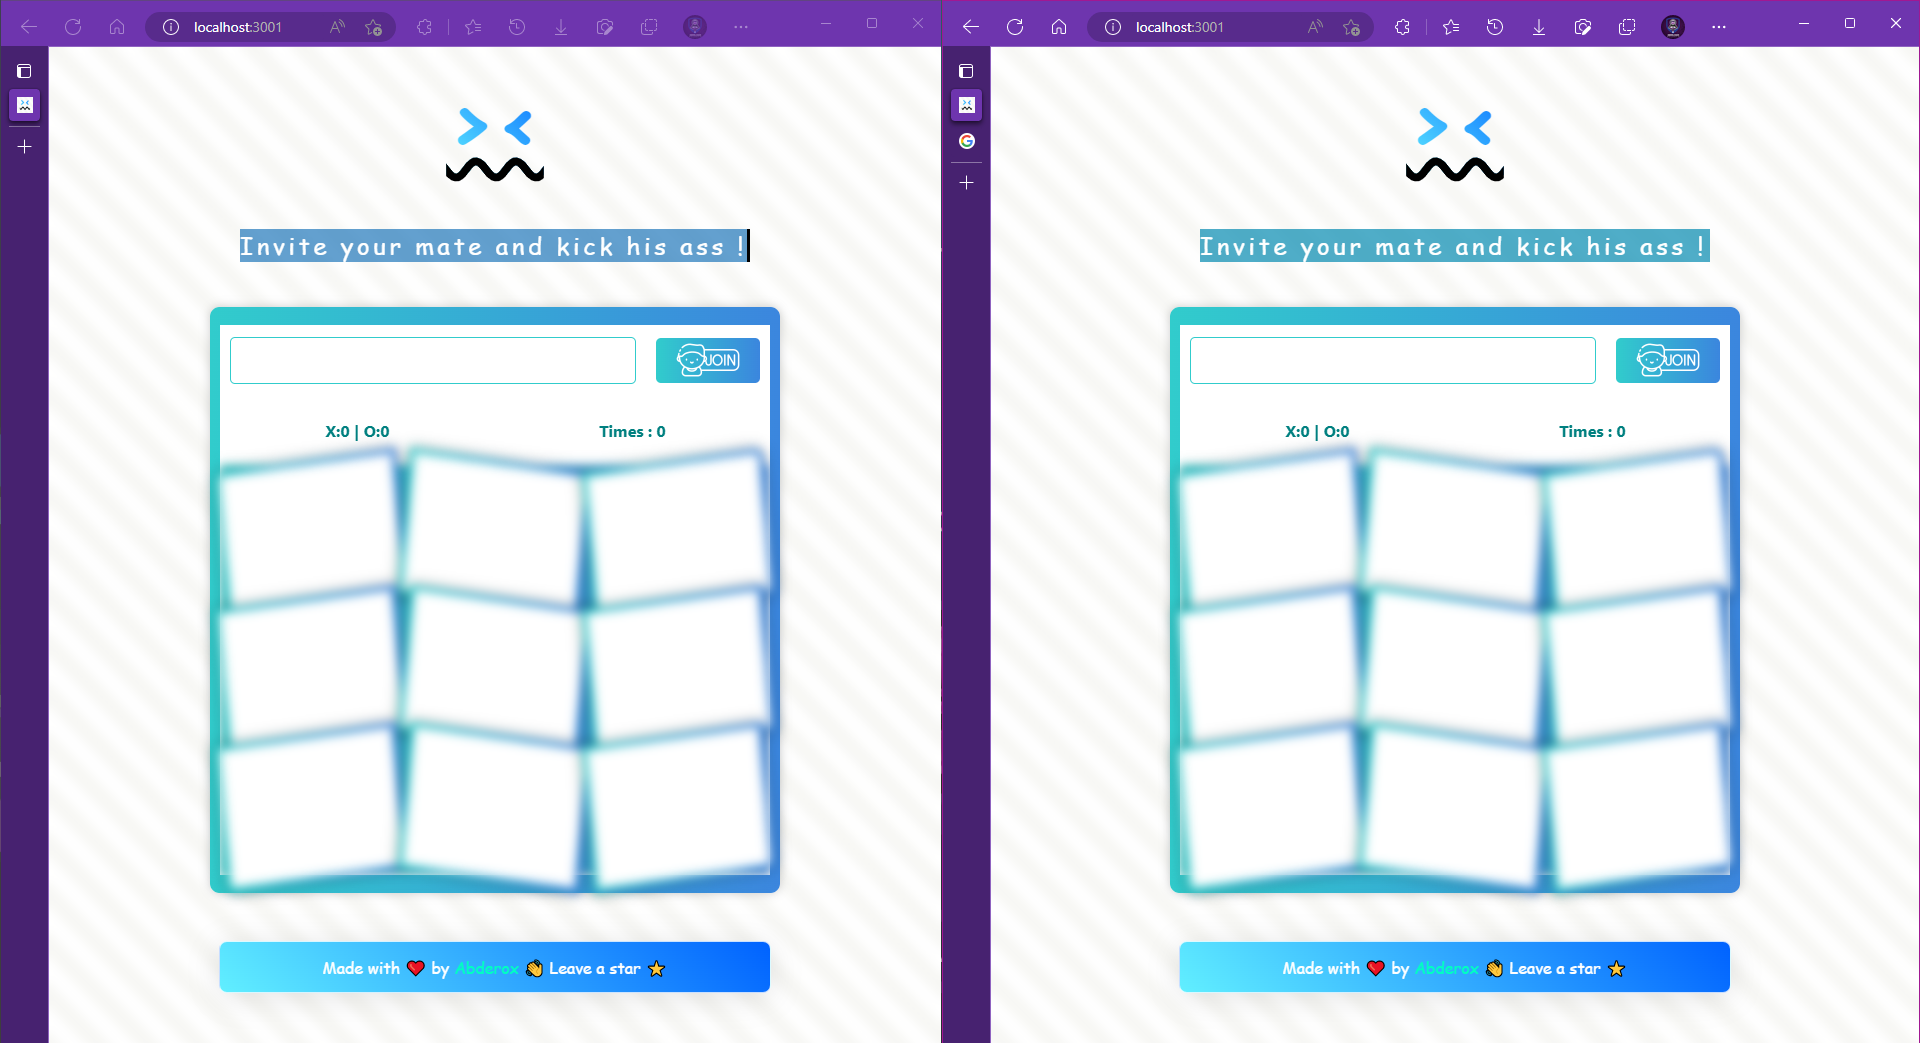 localhost:3001
Invite your mate and kick his ass !
JOIN
X:0 | O:0
Times : 0
Made with ❤️ by Abderox 👏 Leave a star ⭐
localhost:3001
Invite your mate and kick his ass !
JOIN
X:0 | O:0
Times : 0
Made with ❤️ by Abderox 👏 Leave a star ⭐